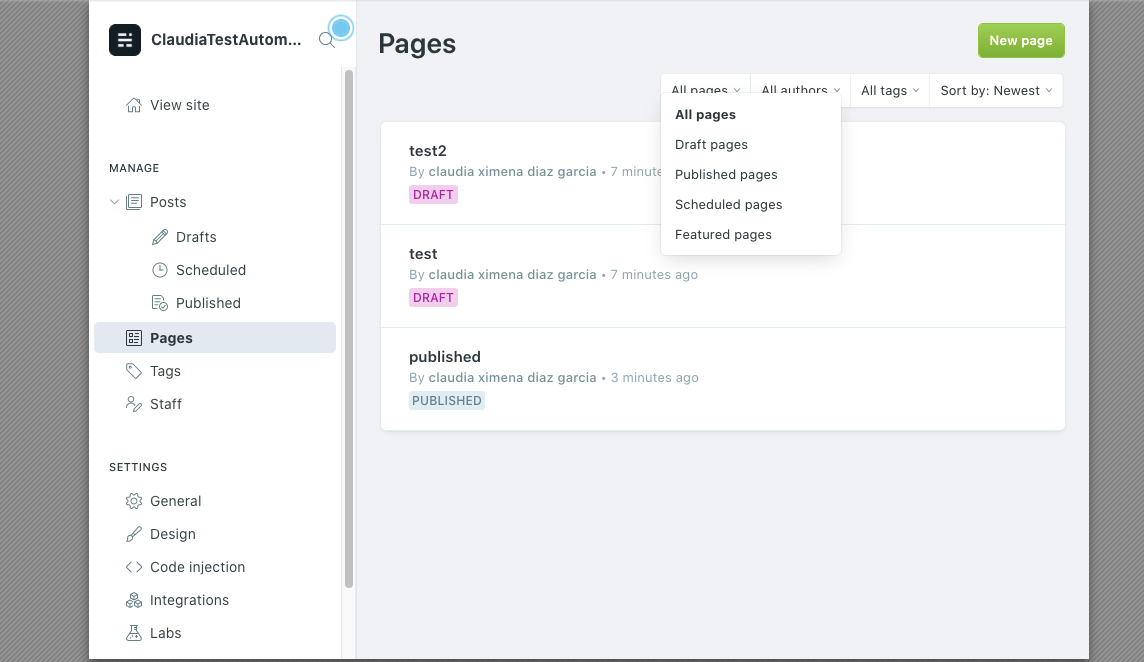 ClaudiaTestAutom...
View site
MANAGE
Posts
Drafts
Scheduled
Published
Pages
Tags
Staff
SETTINGS
General
Design
Code injection
Integrations
Labs
Pages
New page
All pages
All authors
All tags
Sort by: Newest
All pages
Draft pages
Published pages
Scheduled pages
Featured pages
test2
By claudia ximena diaz garcia • 7 minute
DRAFT
test
By claudia ximena diaz garcia • 7 minutes ago
DRAFT
published
By claudia ximena diaz garcia • 3 minutes ago
PUBLISHED